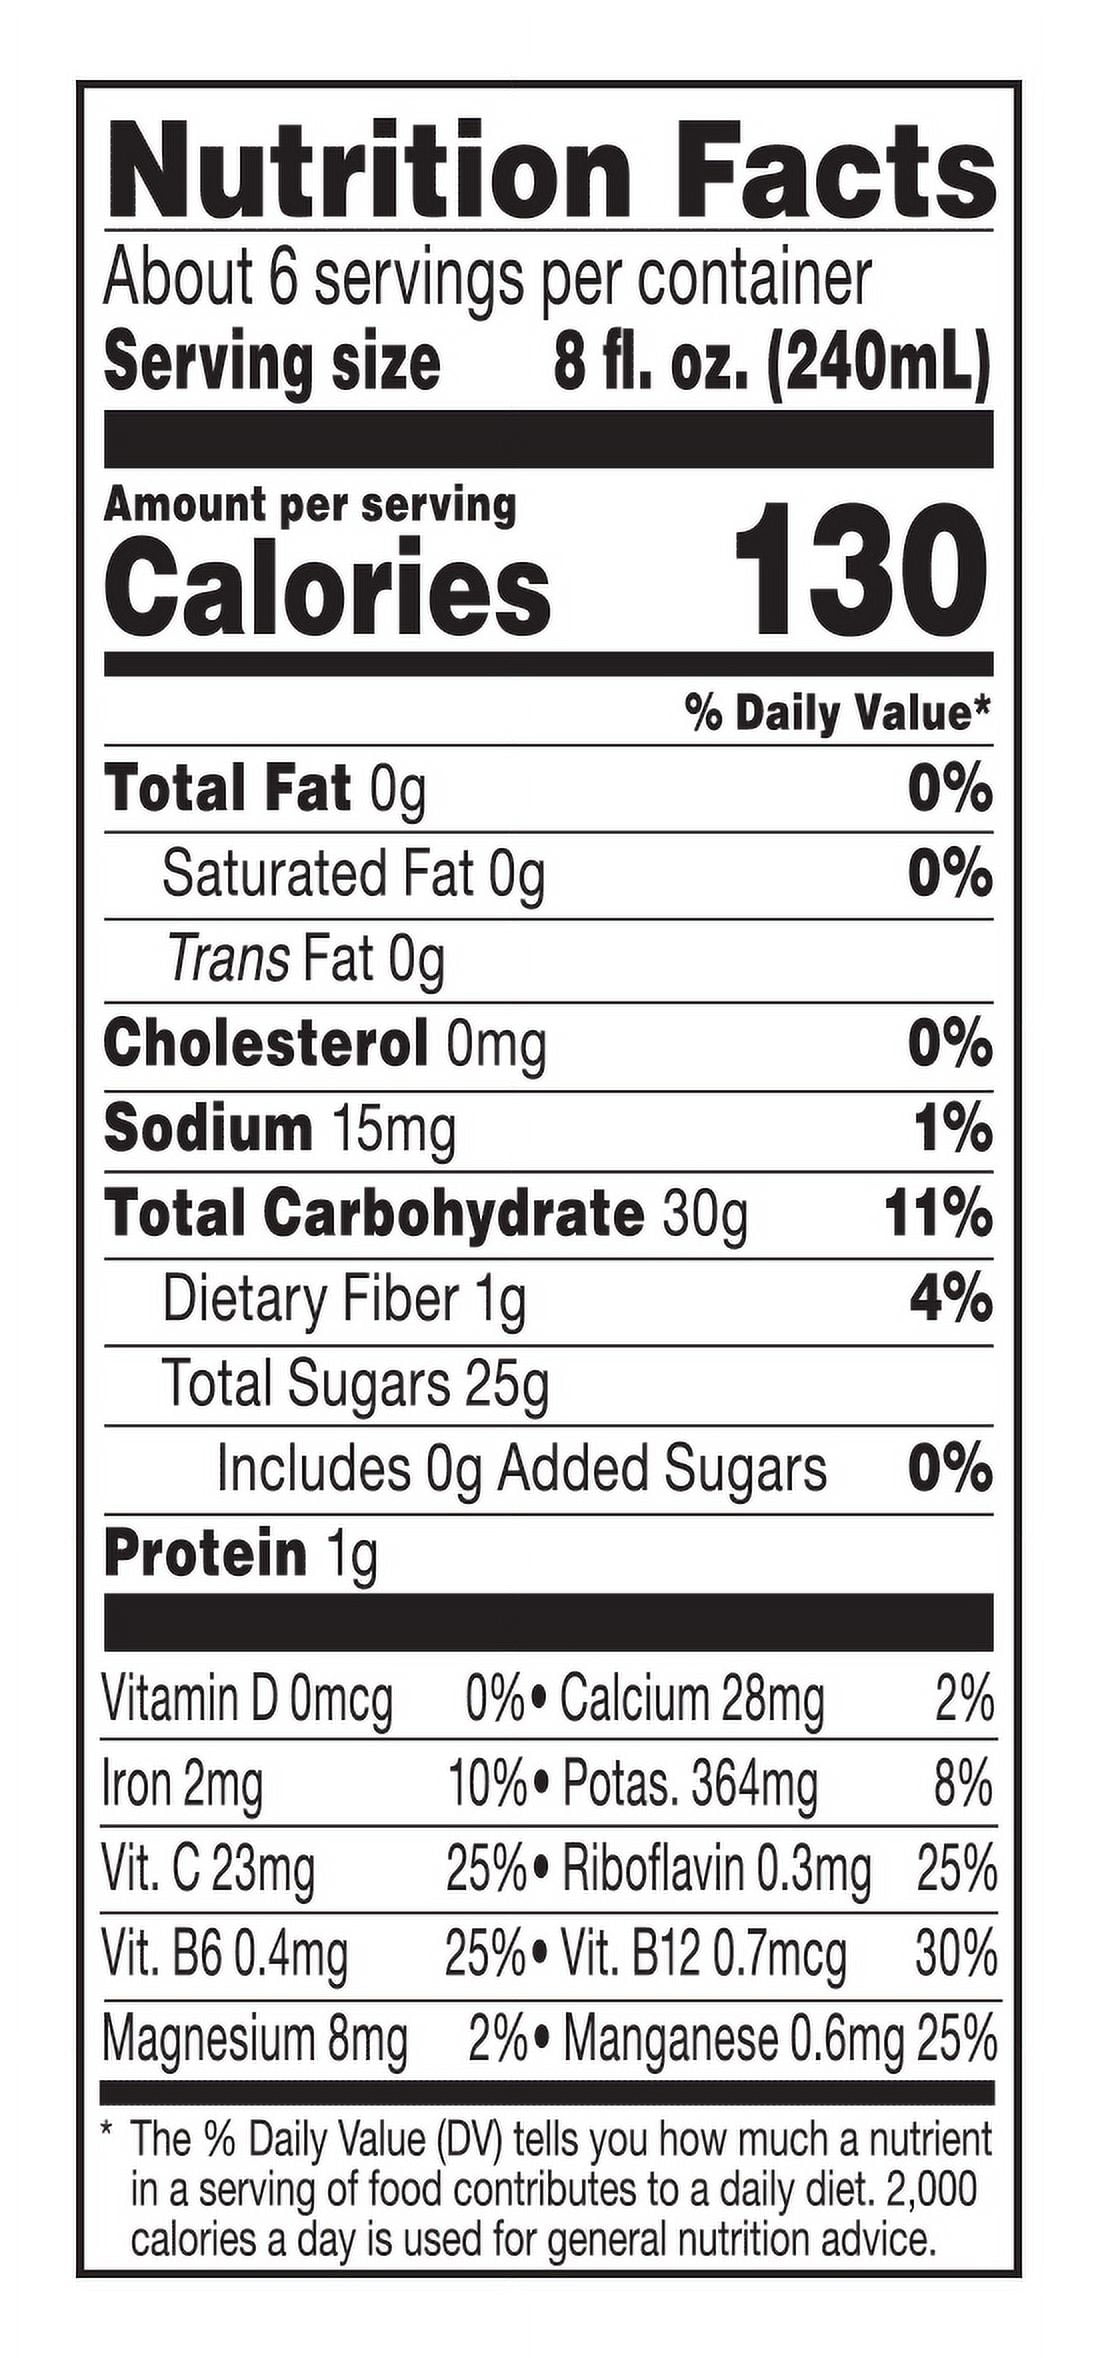 Nutrition Facts
About 6 servings per container
Serving size 8 fl. oz. (240mL)
Amount per serving
Calories 130
% Daily Value*
Total Fat 0g 0%
Saturated Fat 0g 0%
Trans Fat 0g
Cholesterol 0mg 0%
Sodium 15mg 1%
Total Carbohydrate 30g 11%
Dietary Fiber 1g 4%
Total Sugars 25g
Includes 0g Added Sugars 0%
Protein 1g
Vitamin D 0mcg 0% • Calcium 28mg 2%
Iron 2mg 10% • Potas. 364mg 8%
Vit. C 23mg 25% • Riboflavin 0.3mg 25%
Vit. B6 0.4mg 25% • Vit. B12 0.7mcg 30%
Magnesium 8mg 2% • Manganese 0.6mg 25%
* The % Daily Value (DV) tells you how much a nutrient
in a serving of food contributes to a daily diet. 2,000
calories a day is used for general nutrition advice.